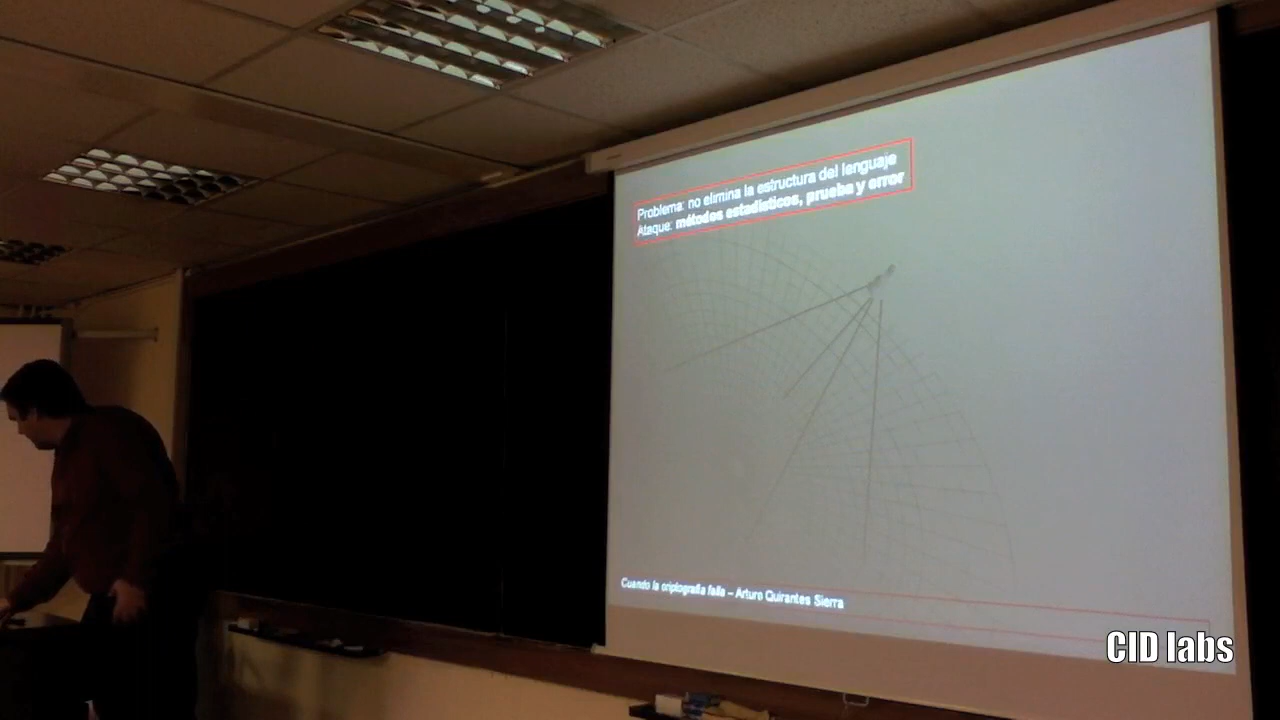 Problema: no elimina la estructura del lenguaje
Ataque: métodos estadísticos, prueba y error
Cuando la criptografía falla – Arturo Quirantes Sierra
CID labs